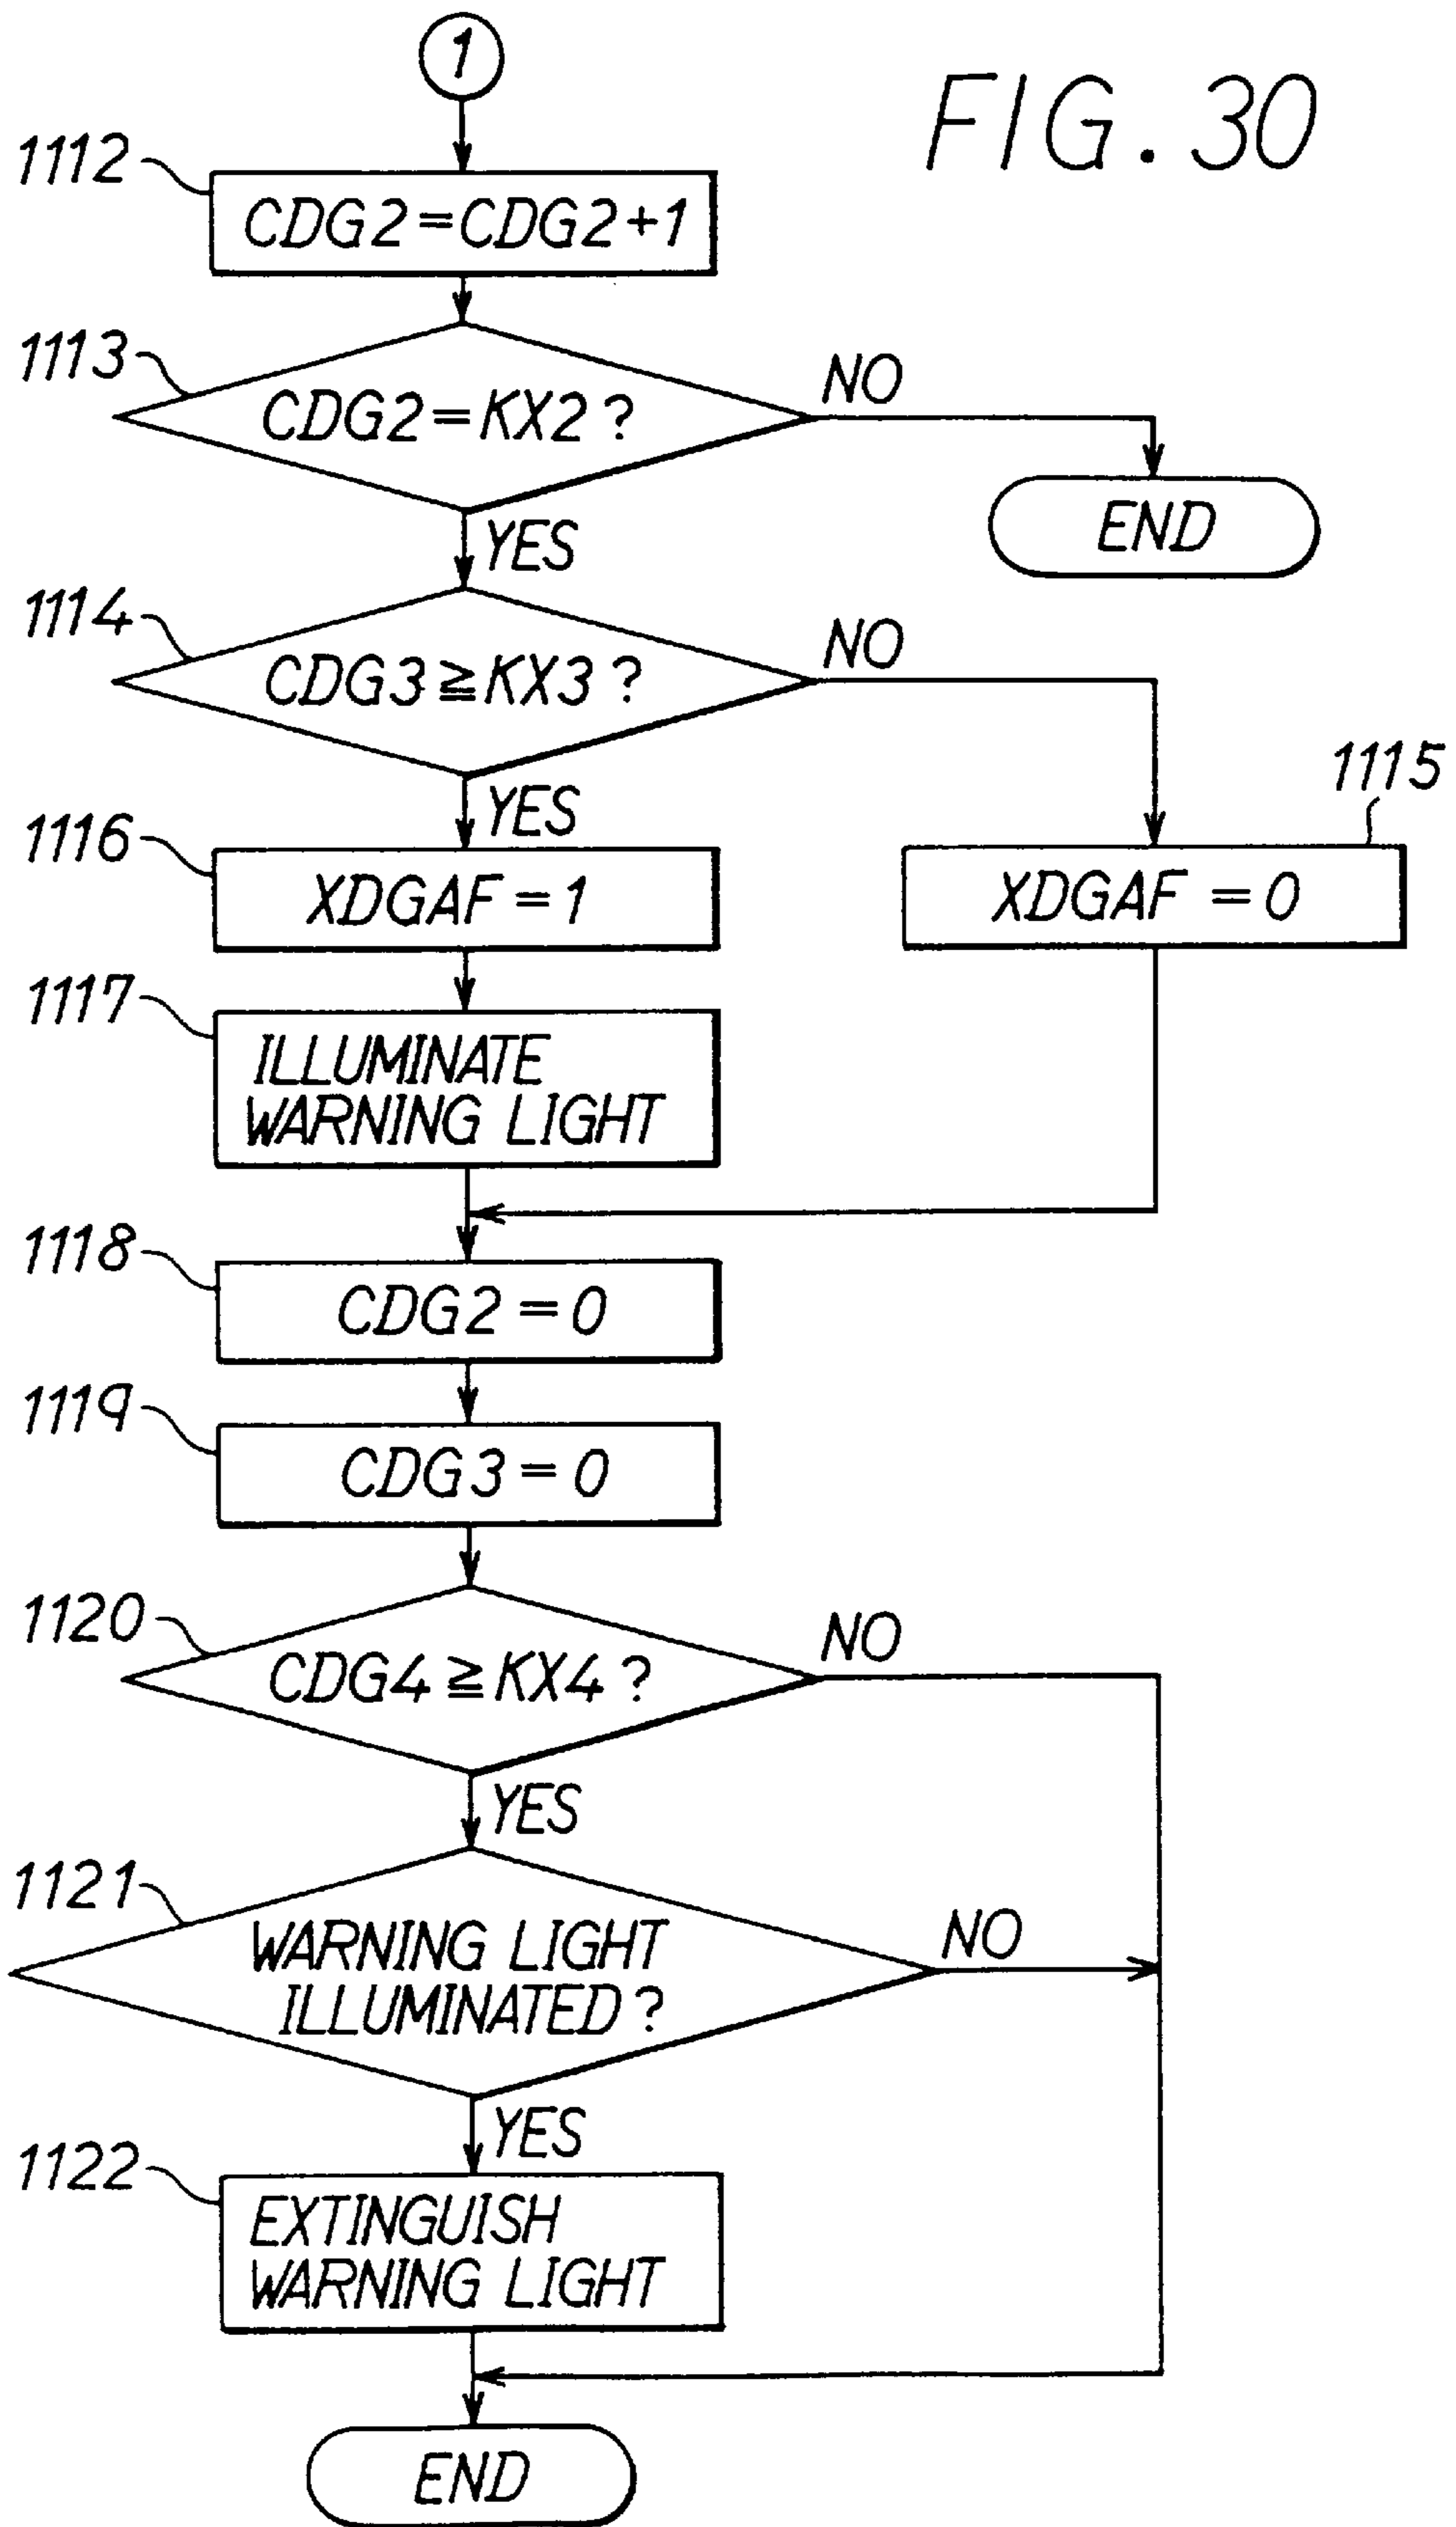 1
FIG. 30
1112
CDG2=CDG2+1
1113
CDG2=KX2?
NO
END
YES
1114
CDG3≧KX3?
NO
1115
YES
1116
XDGAF=1
XDGAF=0
1117
ILLUMINATE
WARNING LIGHT
1118
CDG2=0
1119
CDG3=0
1120
CDG4≧KX4?
NO
YES
1121
WARNING LIGHT
ILLUMINATED?
NO
YES
1122
EXTINGUISH
WARNING LIGHT
END